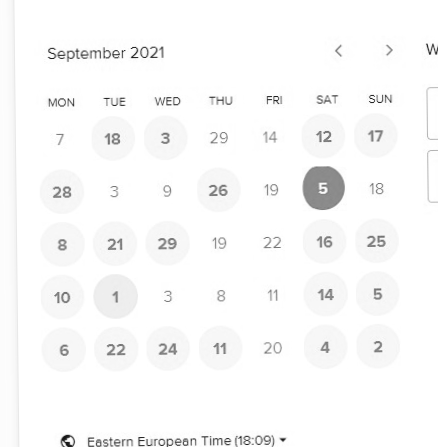 September 2021 < > W
MON TUE WED THU FRI SAT SUN
7 18 3 29 14 12 17
28 3 9 26 19 5 18
8 21 29 19 22 16 25
10 1 3 8 11 14 5
6 22 24 11 20 4 2
Eastern European Time (18:09)